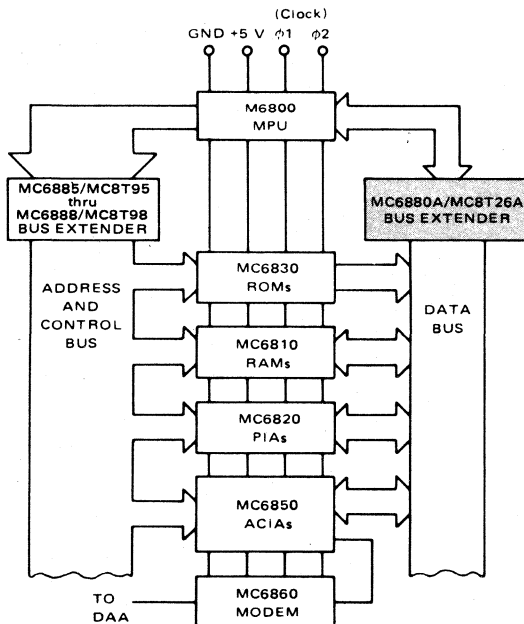 (Clock)
GND +5 V ϕ1 ϕ2
M6800
MPU
MC6885/MC8T95
thru
MC6888/MC8T98
BUS EXTENDER
MC6880A/MC8T26A
BUS EXTENDER
ADDRESS
AND
CONTROL
BUS
MC6830
ROMs
DATA
BUS
MC6810
RAMs
MC6820
PIAs
MC6850
ACIAs
TO
DAA
MC6860
MODEM